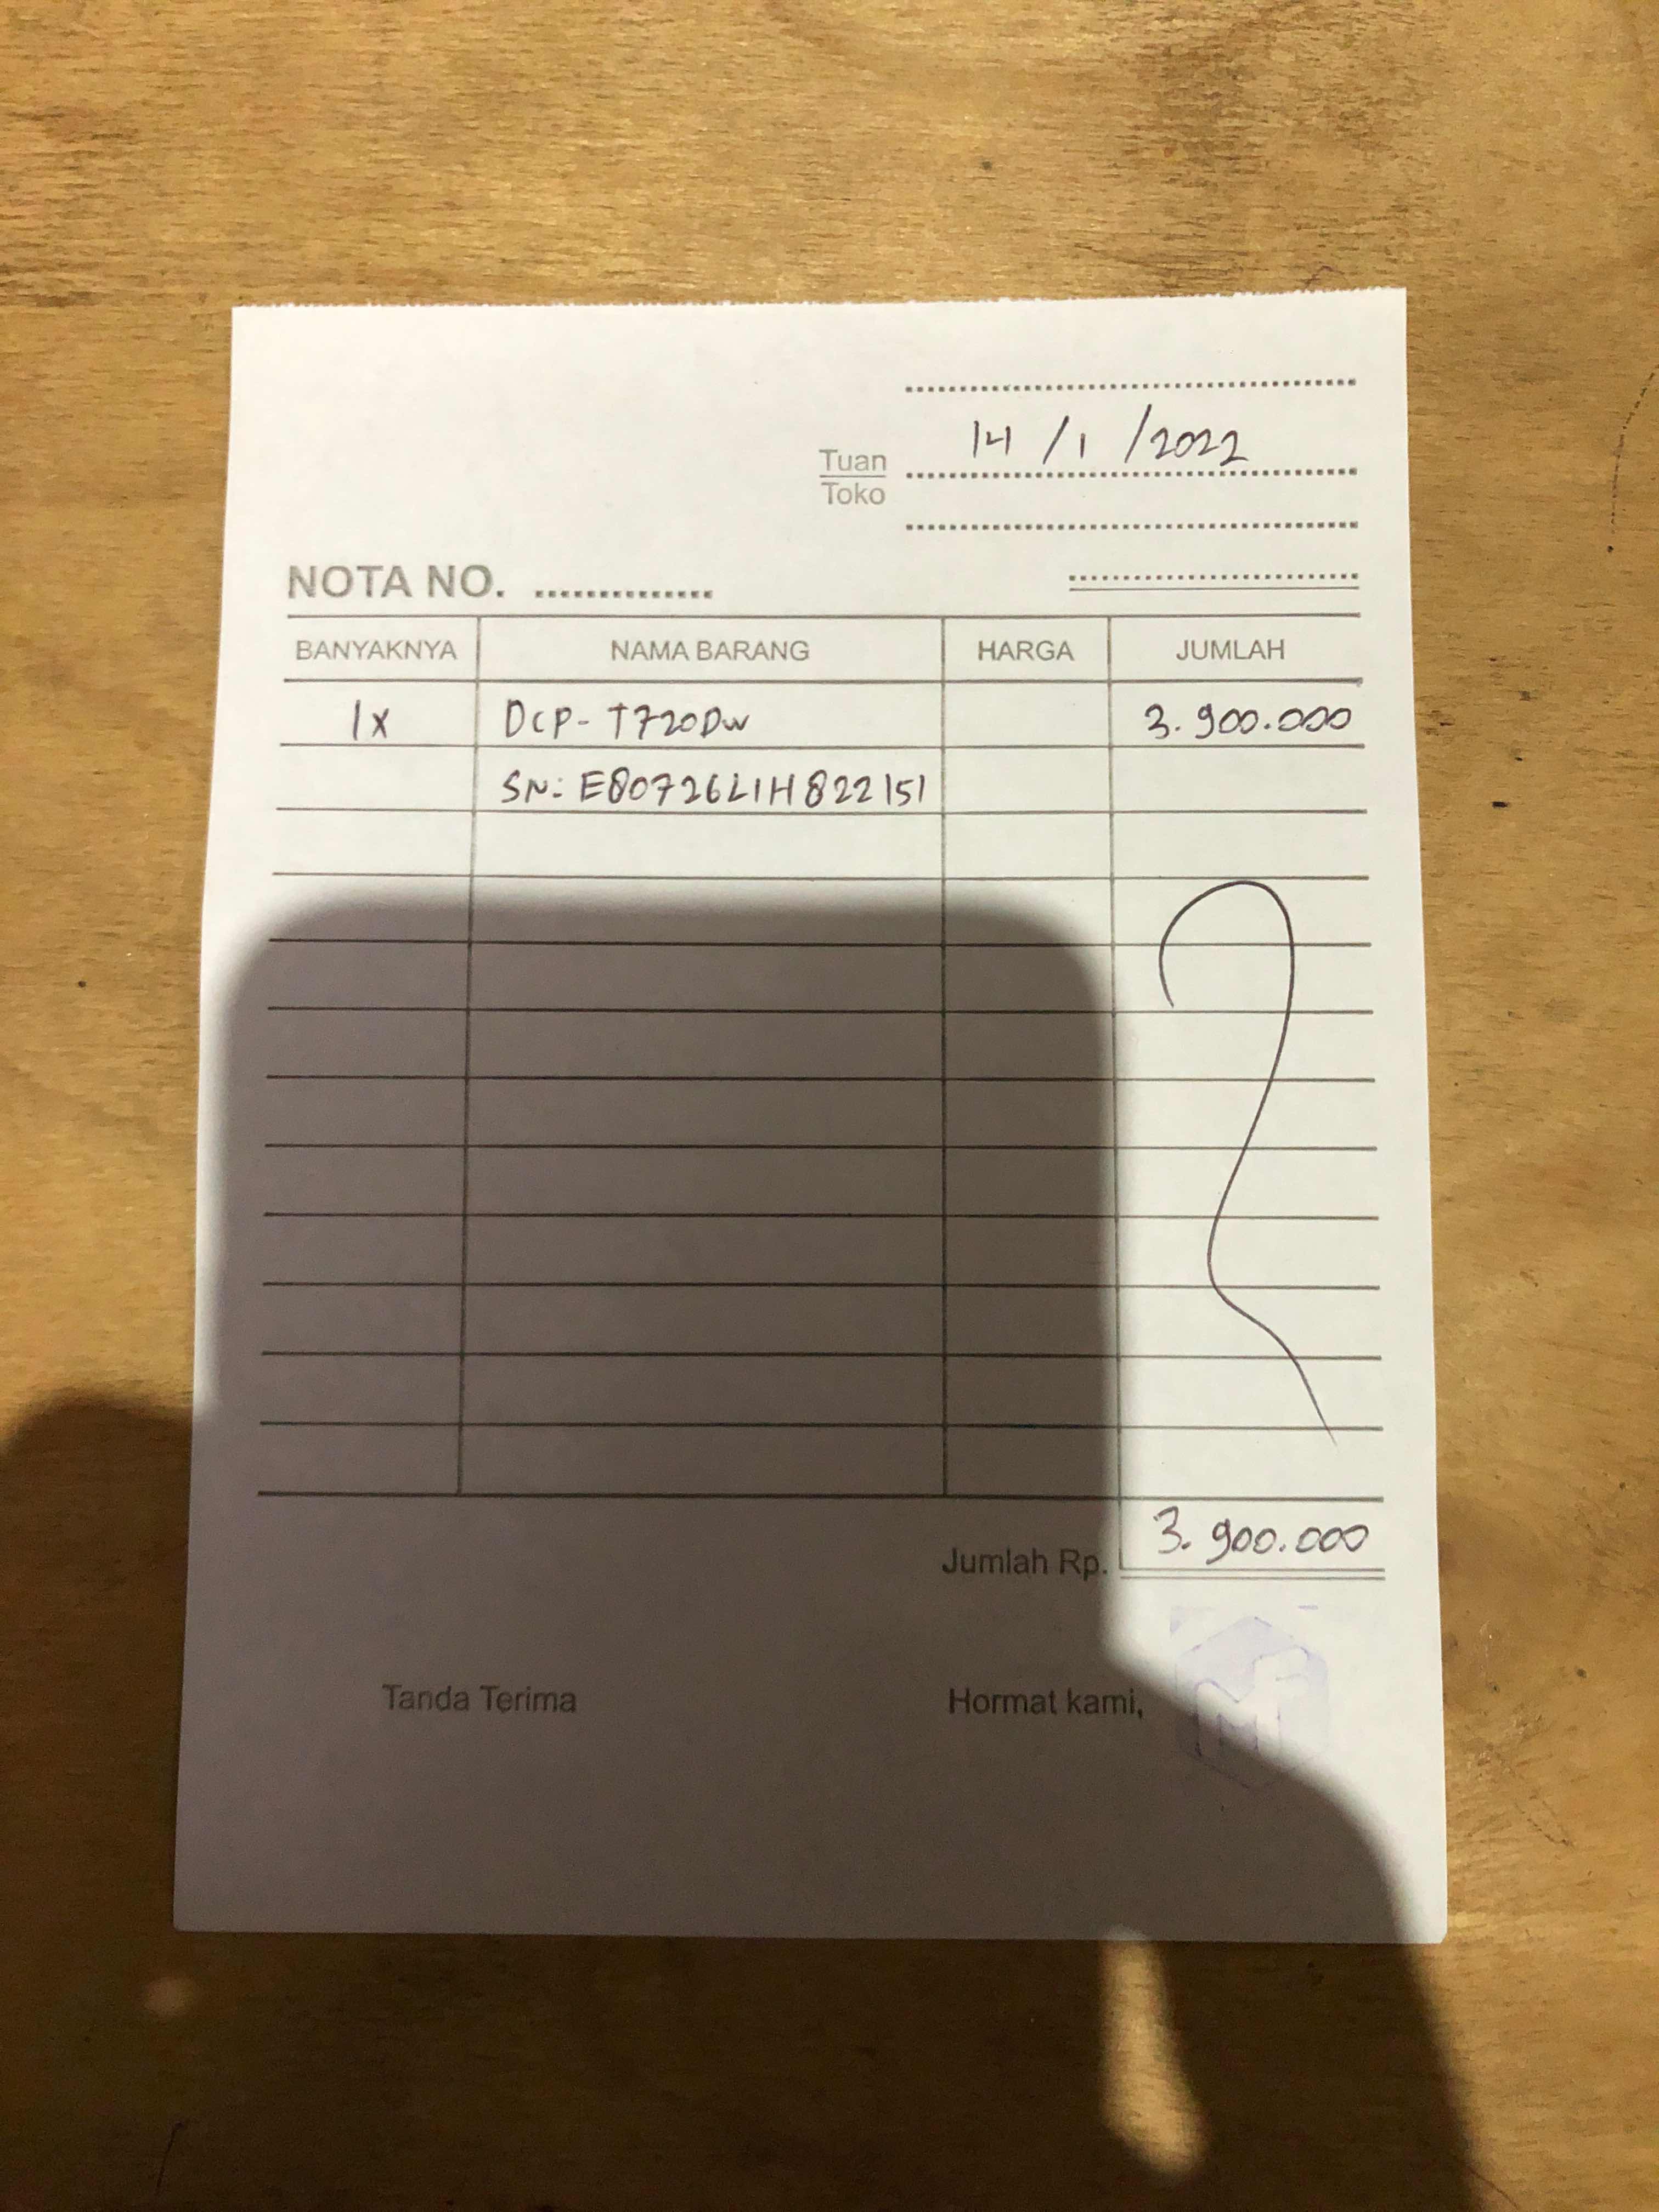 14 / 1 / 2022
Tuan
Toko
NOTA NO.
BANYAKNYA NAMA BARANG HARGA JUMLAH
1x DCP-T720DW 3.900.000
SN: E80726L1H822151
Jumlah Rp. 3.900.000
Tanda Terima Hormat kami,